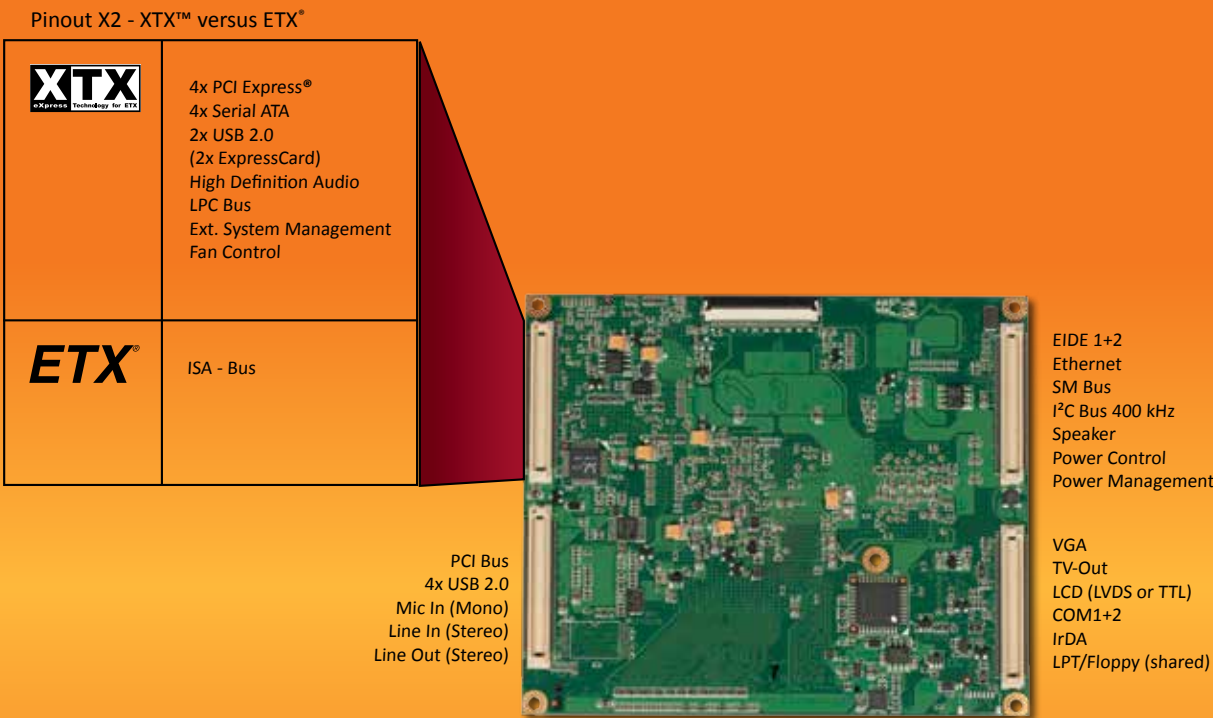 Pinout X2 - XTX™ versus ETX®
XTX
eXpress Technology for ETX
4x PCI Express®
4x Serial ATA
2x USB 2.0
(2x ExpressCard)
High Definition Audio
LPC Bus
Ext. System Management
Fan Control
ETX®
ISA - Bus
EIDE 1+2
Ethernet
SM Bus
I²C Bus 400 kHz
Speaker
Power Control
Power Management
PCI Bus
4x USB 2.0
Mic In (Mono)
Line In (Stereo)
Line Out (Stereo)
VGA
TV-Out
LCD (LVDS or TTL)
COM1+2
IrDA
LPT/Floppy (shared)